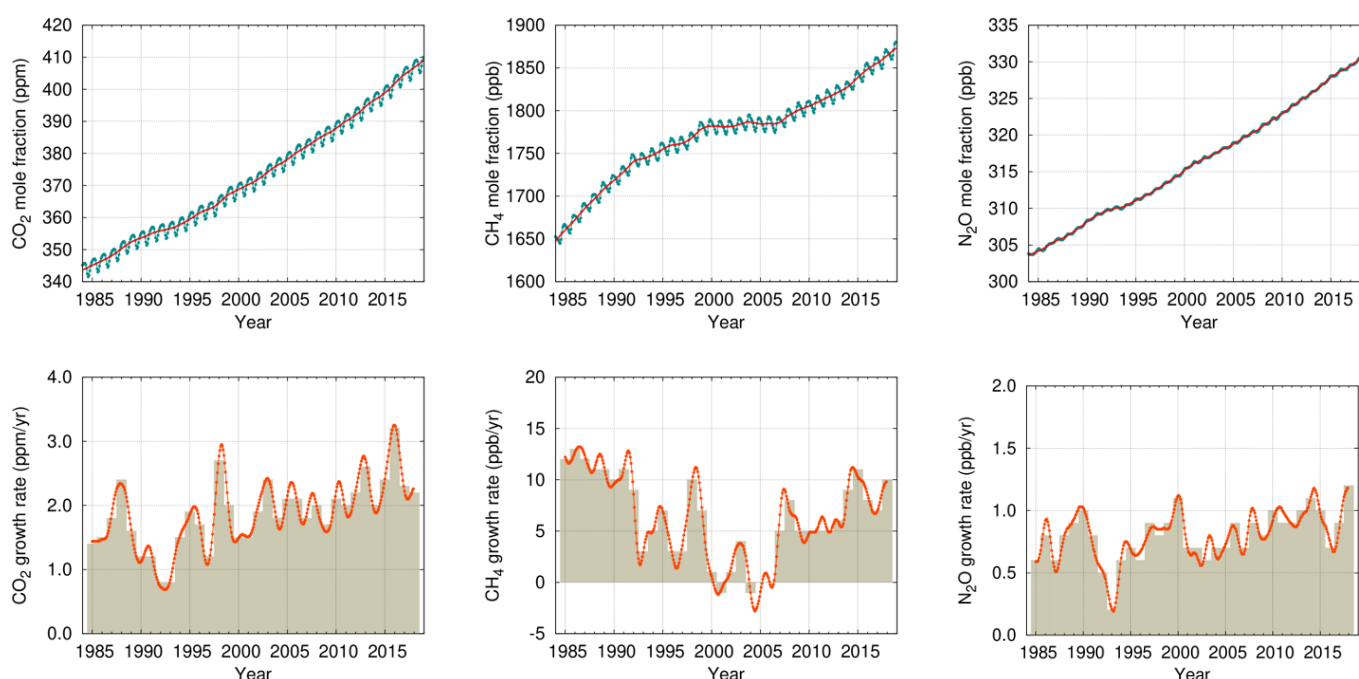 CO2 mole fraction (ppm)
420
410
400
390
380
370
360
350
340
1985 1990 1995 2000 2005 2010 2015
Year
CH4 mole fraction (ppb)
1900
1850
1800
1750
1700
1650
1600
1985 1990 1995 2000 2005 2010 2015
Year
N2O mole fraction (ppb)
335
330
325
320
315
310
305
300
1985 1990 1995 2000 2005 2010 2015
Year
CO2 growth rate (ppm/yr)
4.0
3.0
2.0
1.0
0.0
1985 1990 1995 2000 2005 2010 2015
Year
CH4 growth rate (ppb/yr)
20
15
10
5
0
-5
1985 1990 1995 2000 2005 2010 2015
Year
N2O growth rate (ppb/yr)
2.0
1.5
1.0
0.5
0.0
1985 1990 1995 2000 2005 2010 2015
Year